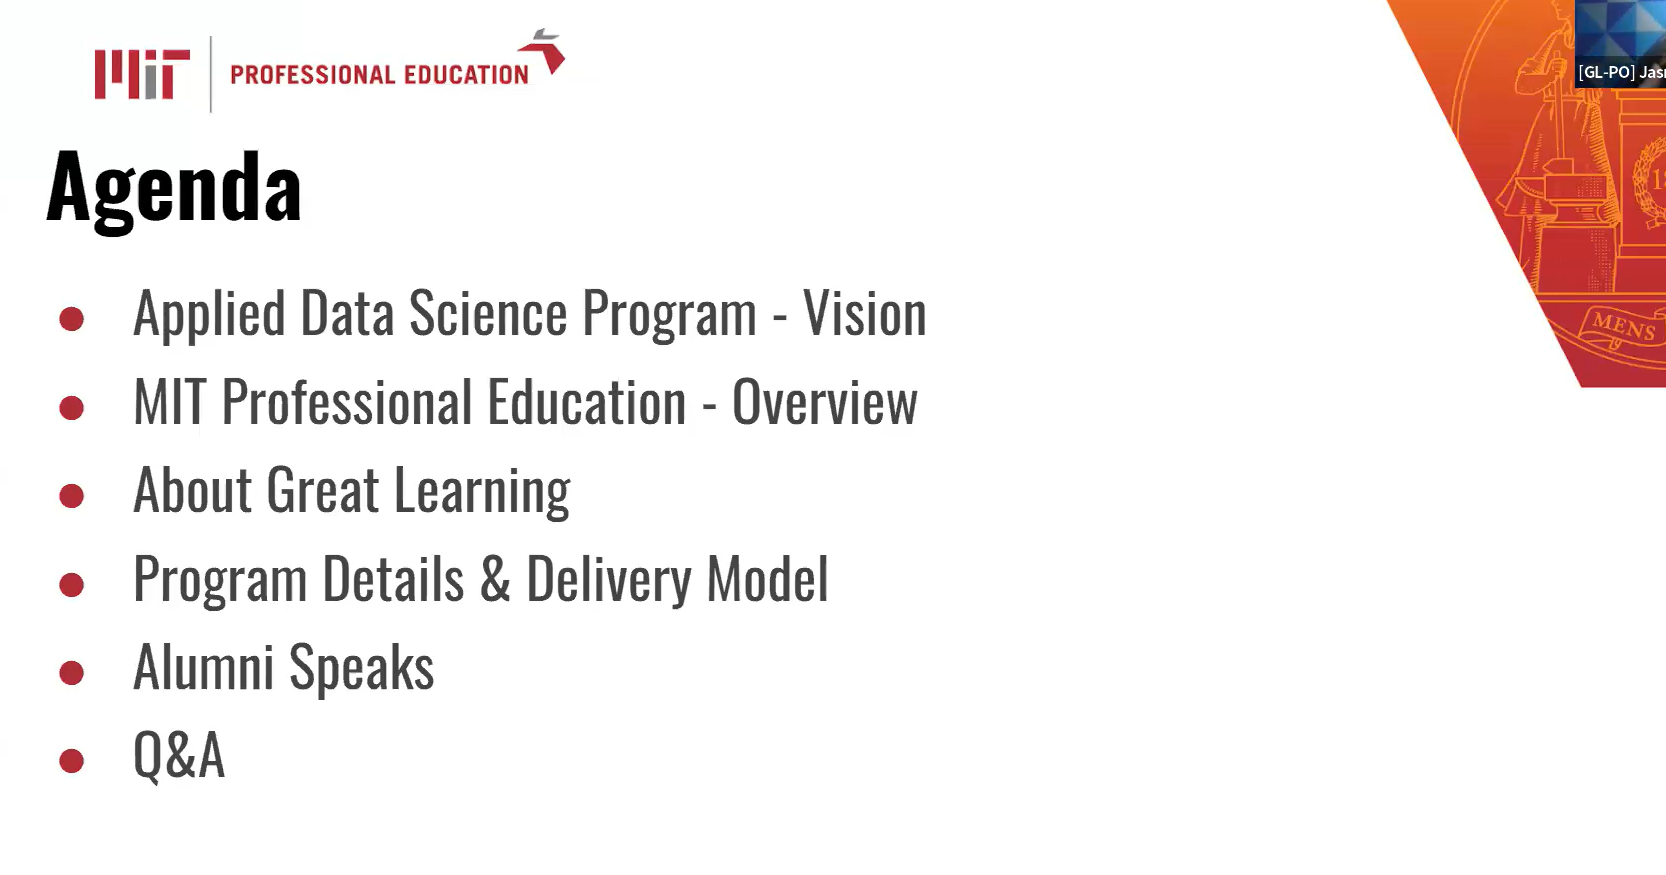 MIT
PROFESSIONAL EDUCATION
[GL-PO]
Agenda
MENS
Applied Data Science Program - Vision
MIT Professional Education - Overview
About Great Learning
Program Details & Delivery Model
Alumni Speaks
Q&A